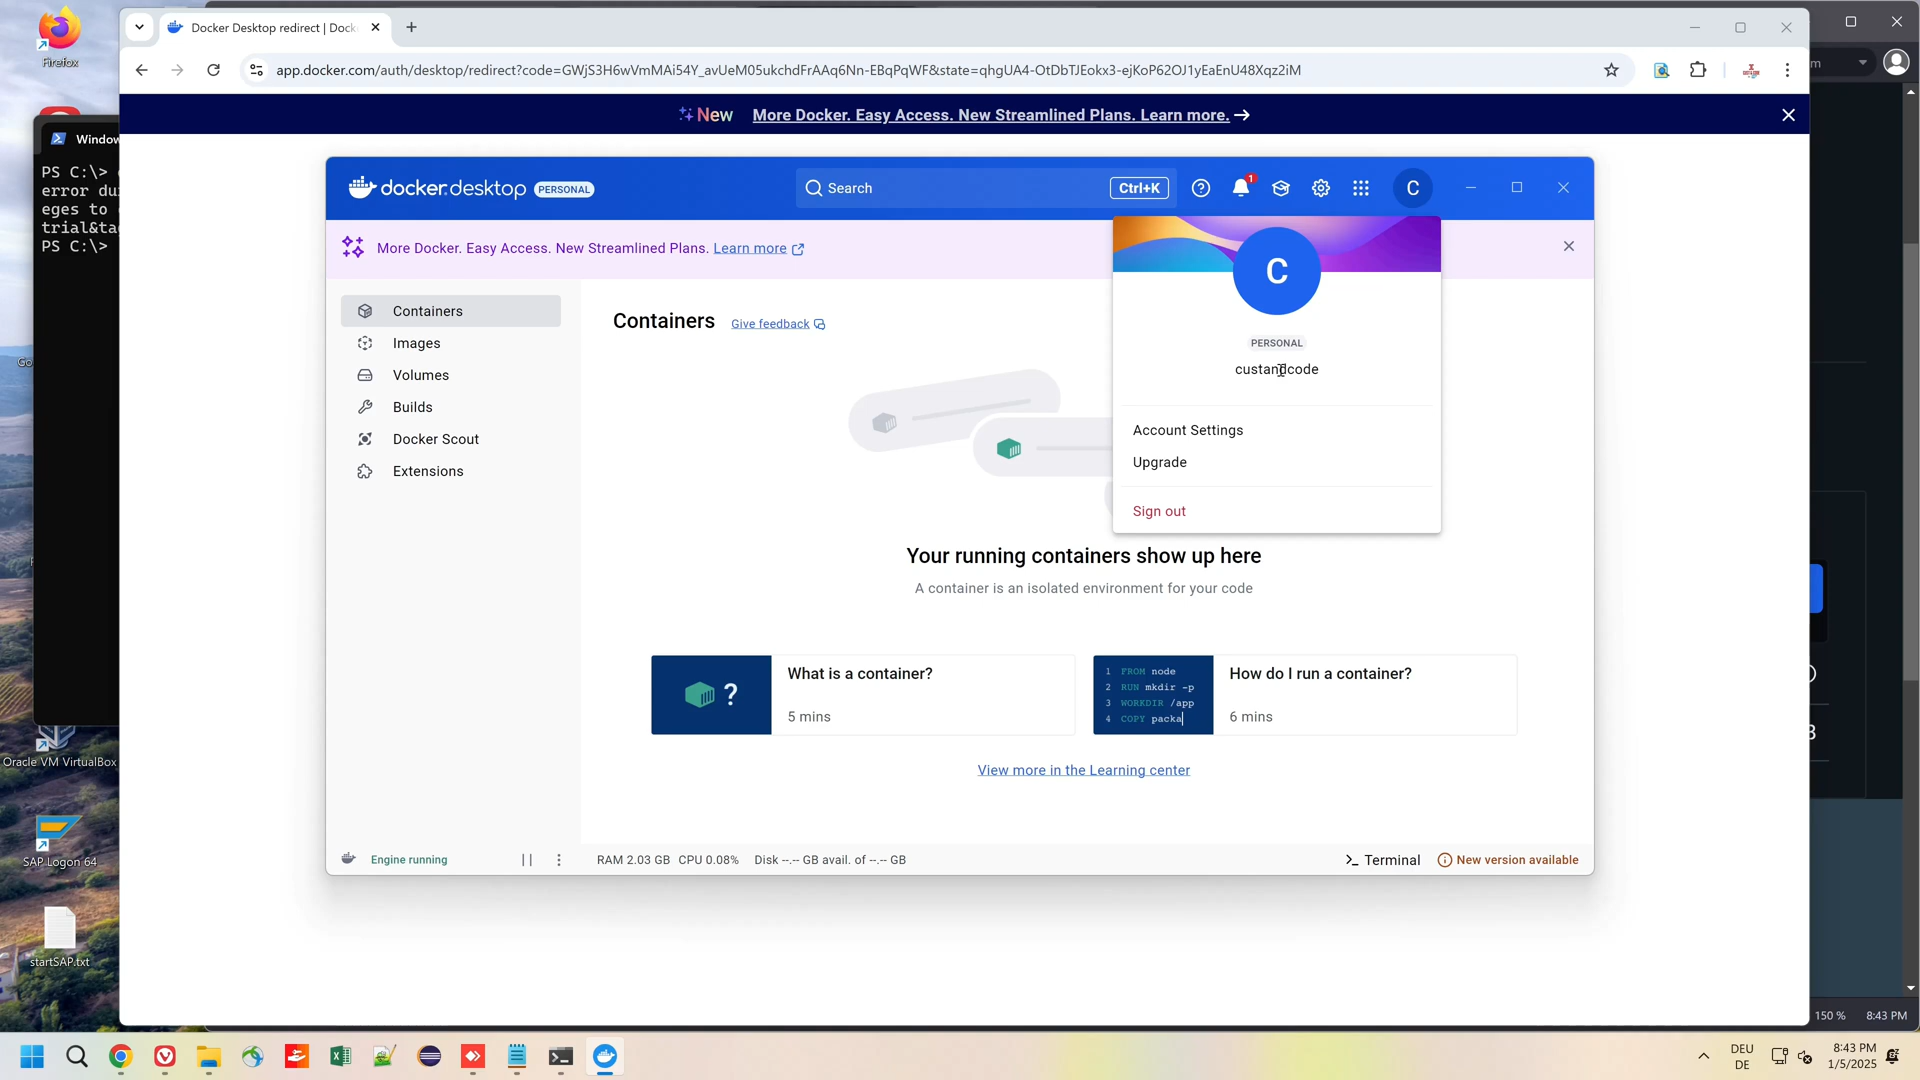 Firefox
Docker Desktop redirect | Dock
app.docker.com/auth/desktop/redirect?code=GWjS3H6wVmMAi54Y_avUeM05ukchdFrAAq6Nn-EBqPqWF&state=qhgUA4-OtDbTJEokx3-ejKoP62OJ1yEaEnU48Xqz2iM
New More Docker. Easy Access. New Streamlined Plans. Learn more. →
Window
PS C:\>
error du
eges to
trial&ta
PS C:\>
docker.desktop PERSONAL
Search
Ctrl+K
1
C
More Docker. Easy Access. New Streamlined Plans. Learn more
C
PERSONAL
custandcode
Account Settings
Upgrade
Sign out
Containers
Images
Volumes
Builds
Docker Scout
Extensions
Containers Give feedback
Your running containers show up here
A container is an isolated environment for your code
?
What is a container?
5 mins
1 FROM node
2 RUN mkdir -p
3 WORKDIR /app
4 COPY packa
How do I run a container?
6 mins
View more in the Learning center
Engine running
RAM 2.03 GB CPU 0.08% Disk --.-- GB avail. of --.-- GB
Terminal
New version available
Go
Oracle VM VirtualBox
SAP Logon 64
startSAP.txt
150 %
8:43 PM
DEU
DE
8:43 PM
1/5/2025